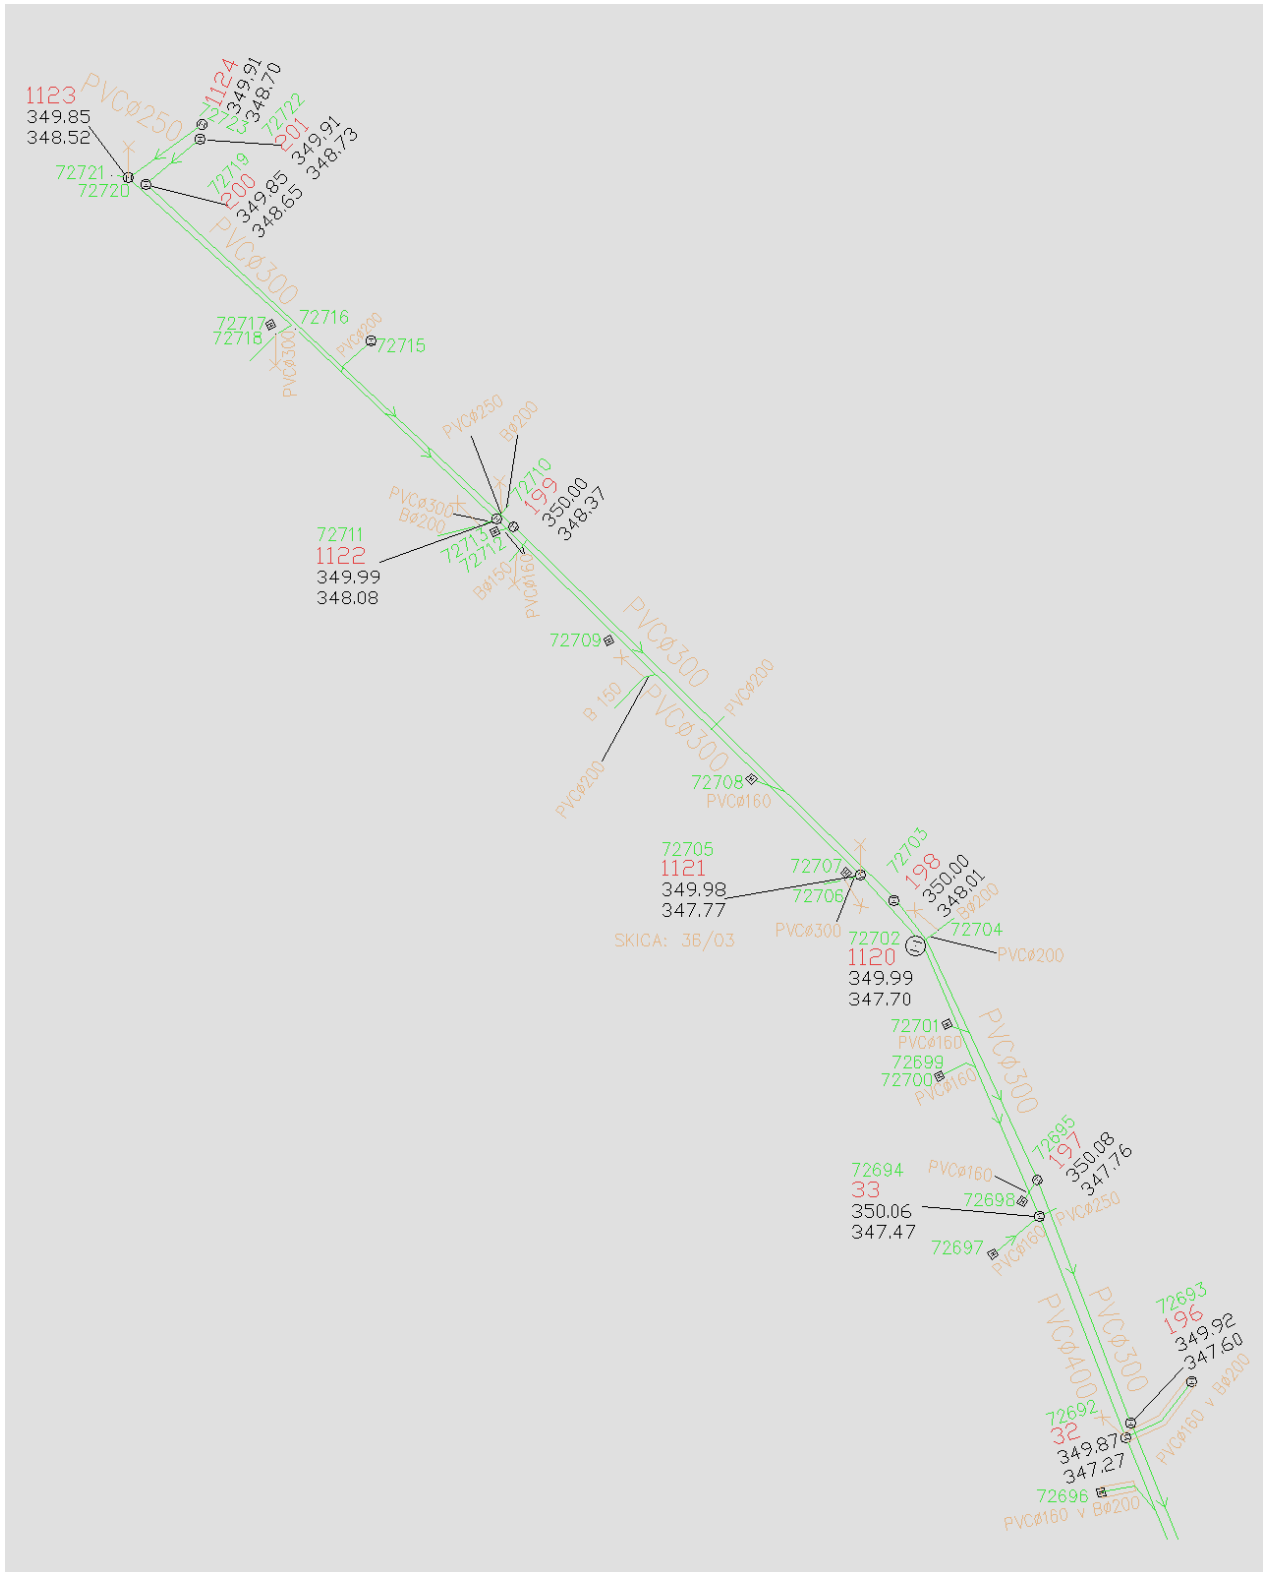 1123
349.85
348.52
PVCø250
1124
349.91
348.70
72723
72722
201
349.91
348.73
72721
72720
72719
200
349.85
348.65
PVCø300
72717
72718
72716
PVCø300
PVCø200
72715
PVCø250
Bø200
72710
199
350.00
348.37
PVCø300
Bø200
72711
1122
349.99
348.08
72713
72712
Bø150
PVCø160
72709
PVCø300
B 150
PVCø300
PVCø200
PVCø200
72708
PVCø160
72705
1121
349.98
347.77
72707
72706
PVCø300
72703
198
350.00
348.01
Bø200
72704
PVCø200
SKICA: 36/03
72702
1120
349.99
347.70
72701
PVCø160
72699
72700
PVCø160
PVCø300
72695
197
350.08
347.76
72694
33
350.06
347.47
PVCø160
72698
PVCø250
72697
PVCø160
PVCø400
PVCø300
72693
196
349.92
347.60
72692
32
349.87
347.27
PVCø160 v Bø200
72696
PVCø160 v Bø200